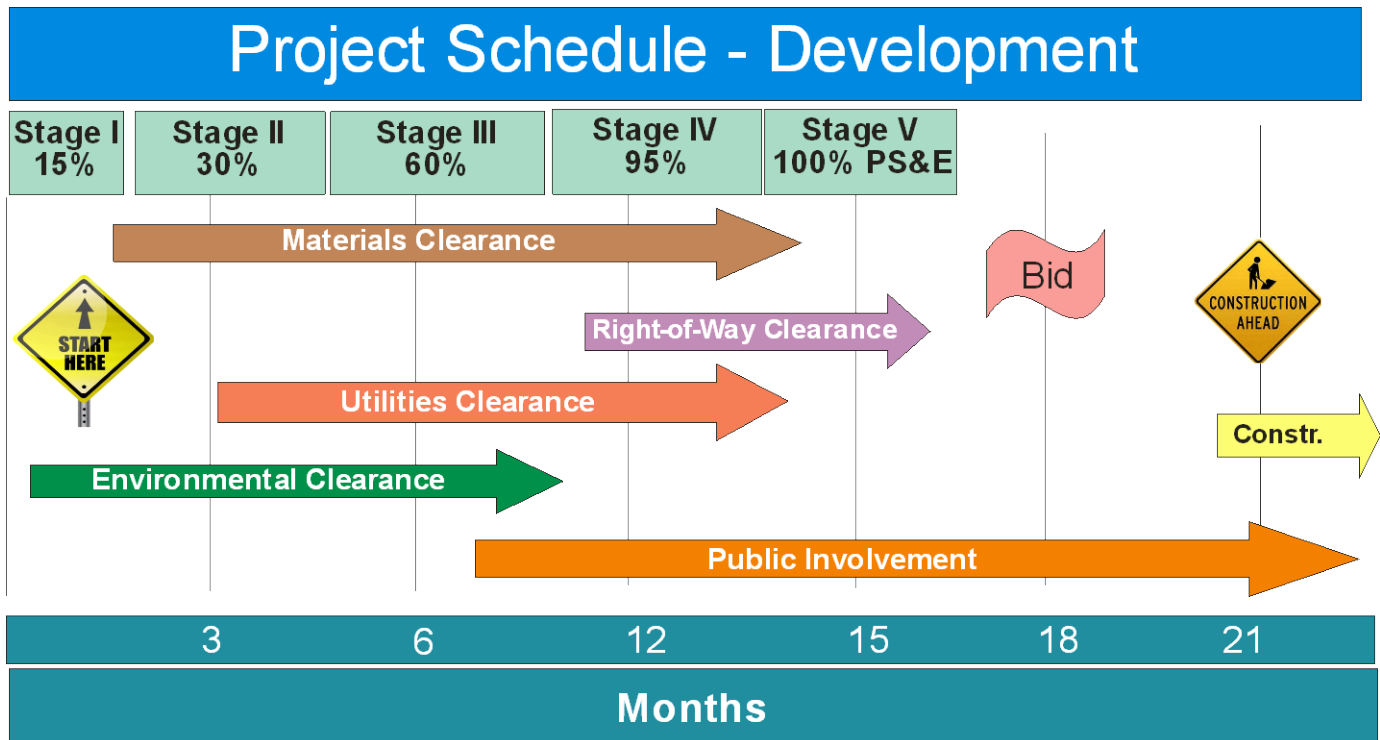 Project Schedule - Development
Stage I
15%
Stage II
30%
Stage III
60%
Stage IV
95%
Stage V
100% PS&E
Materials Clearance
Bid
START
HERE
CONSTRUCTION
AHEAD
Right-of-Way Clearance
Utilities Clearance
Constr.
Environmental Clearance
Public Involvement
3 6 12 15 18 21
Months